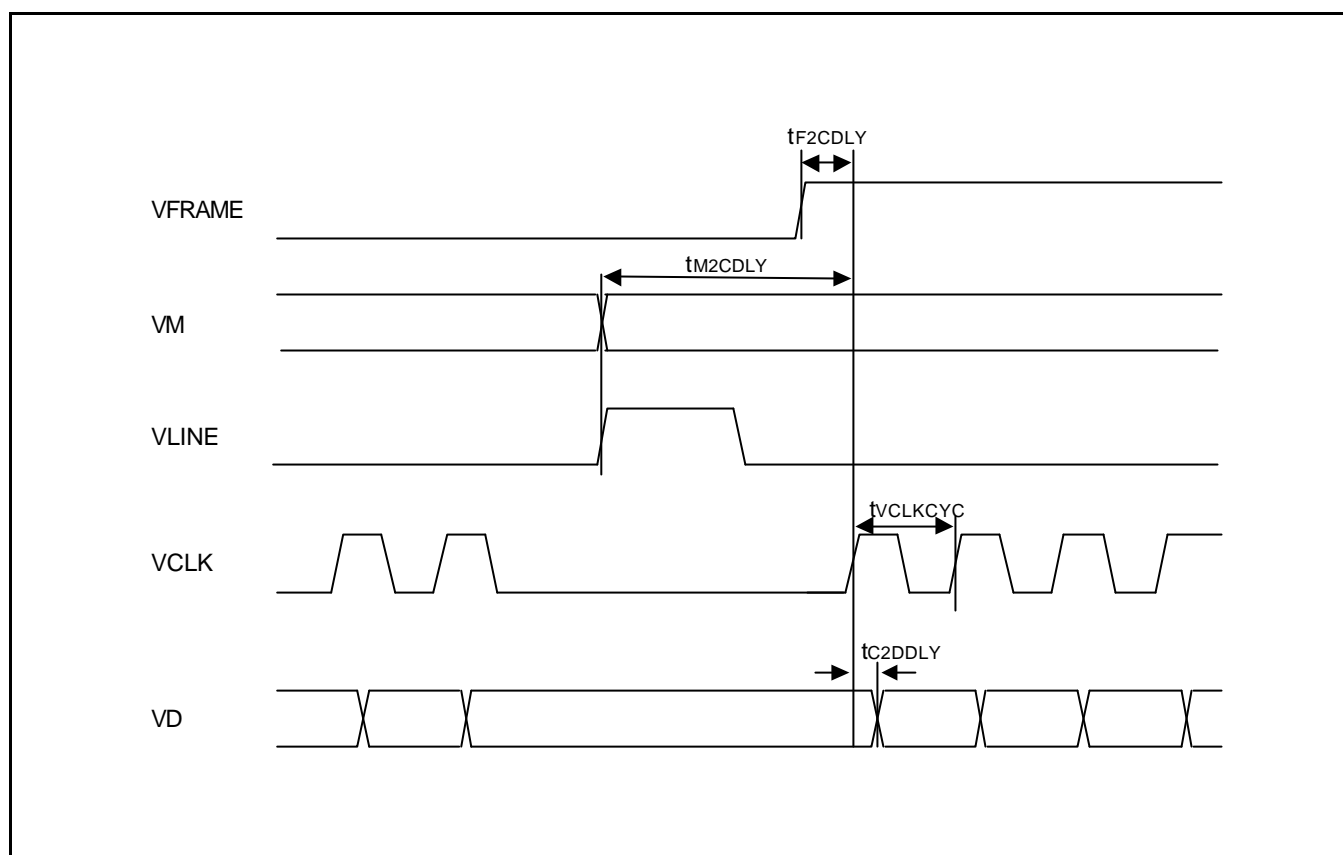 tF2CDLY
VFRAME
tM2CDLY
VM
VLINE
tVCLKCYC
VCLK
tC2DDLY
VD